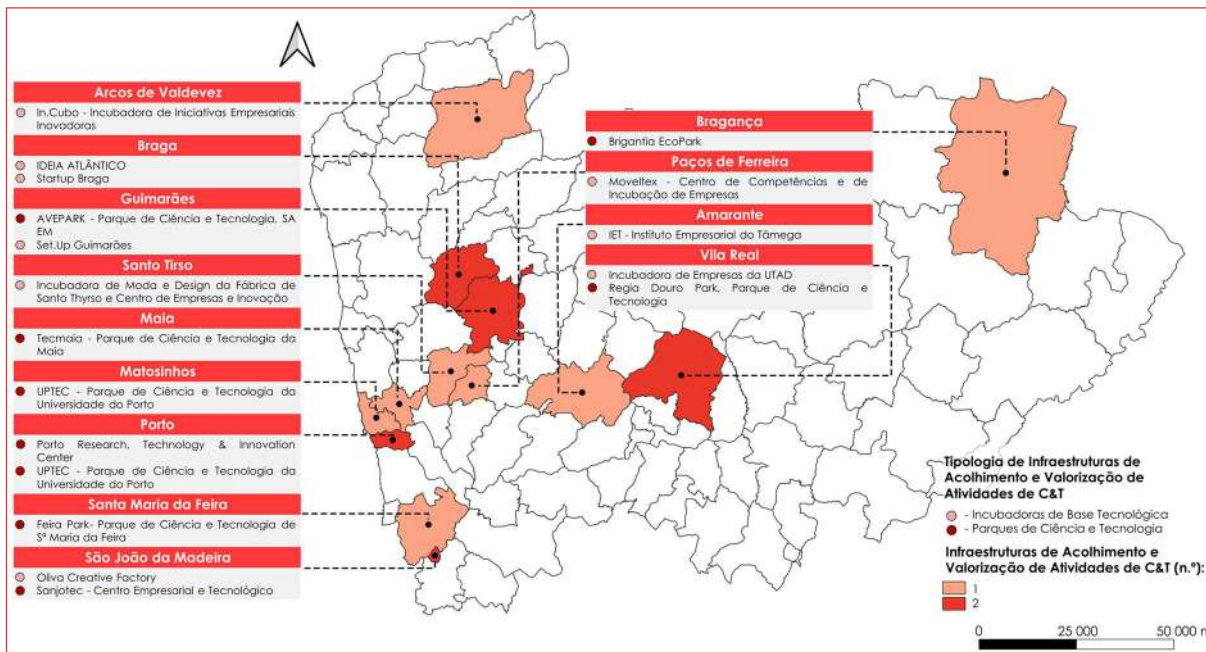 Arcos de Valdevez
In.Cubo - Incubadora de Iniciativas Empresariais
Inovadoras
Braga
IDEIA ATLÂNTICO
Startup Braga
Guimarães
AVEPARK - Parque de Ciência e Tecnologia, SA
EM
Set.Up Guimarães
Santo Tirso
Incubadora de Moda e Design da Fábrica de
Santo Thyrso e Centro de Empresas e Inovação
Maia
Tecmaia - Parque de Ciência e Tecnologia da
Maia
Matosinhos
UPTEC - Parque de Ciência e Tecnologia da
Universidade do Porto
Porto
Porto Research, Technology & Innovation
Center
UPTEC - Parque de Ciência e Tecnologia da
Universidade do Porto
Santa Maria da Feira
Feira Park- Parque de Ciência e Tecnologia de
Sª Maria da Feira
São João da Madeira
Oliva Creative Factory
Sanjotec - Centro Empresarial e Tecnológico
Bragança
Brigantia EcoPark
Paços de Ferreira
Moveltex - Centro de Competências e de
Incubação de Empresas
Amarante
IET - Instituto Empresarial do Tâmega
Vila Real
Incubadora de Empresas da UTAD
Regia Douro Park, Parque de Ciência e
Tecnologia
Tipologia de Infraestruturas de
Acolhimento e Valorização de
Atividades de C&T
- Incubadoras de Base Tecnológica
- Parques de Ciência e Tecnologia
Infraestruturas de Acolhimento e
Valorização de Atividades de C&T (n.º):
1
2
0 25 000 50 000 m